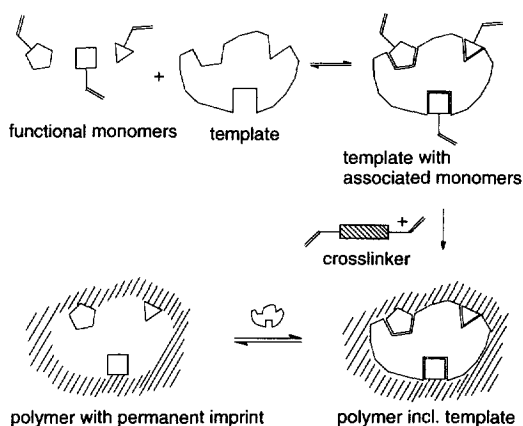 +
functional monomers
template
template with
associated monomers
+
crosslinker
polymer with permanent imprint
polymer incl. template